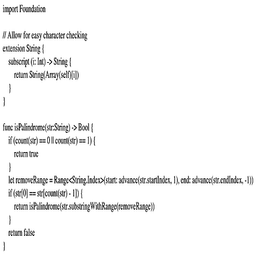 import Foundation

// Allow for easy character checking
extension String {
    subscript (i: Int) -> String {
        return String(Array(self)[i])
    }
}

func isPalindrome(str:String) -> Bool {
    if (count(str) == 0 || count(str) == 1) {
        return true
    }
    let removeRange = Range<String.Index>(start: advance(str.startIndex, 1), end: advance(str.endIndex, -1))
    if (str[0] == str[count(str) - 1]) {
        return isPalindrome(str.substringWithRange(removeRange))
    }
    return false
}